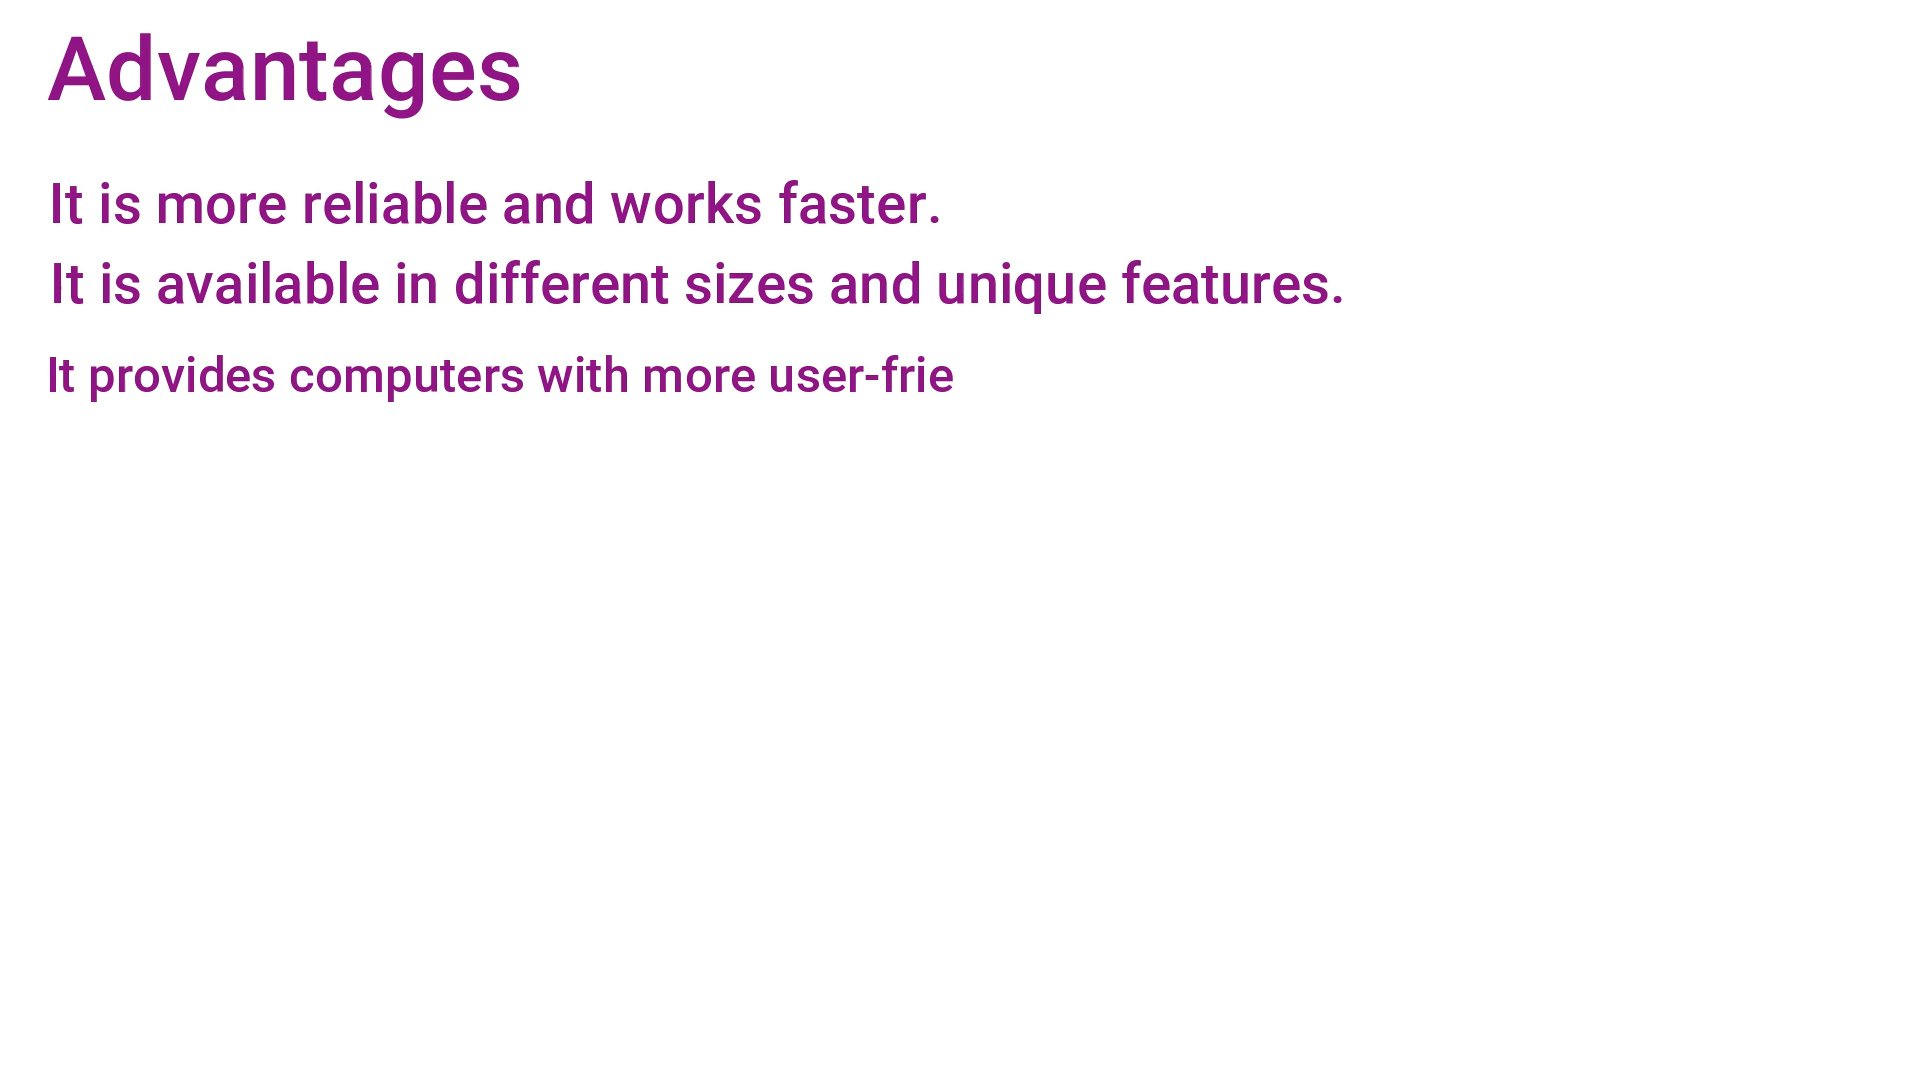 Advantages
It is more reliable and works faster.
It is available in different sizes and unique features.
It provides computers with more user-frie